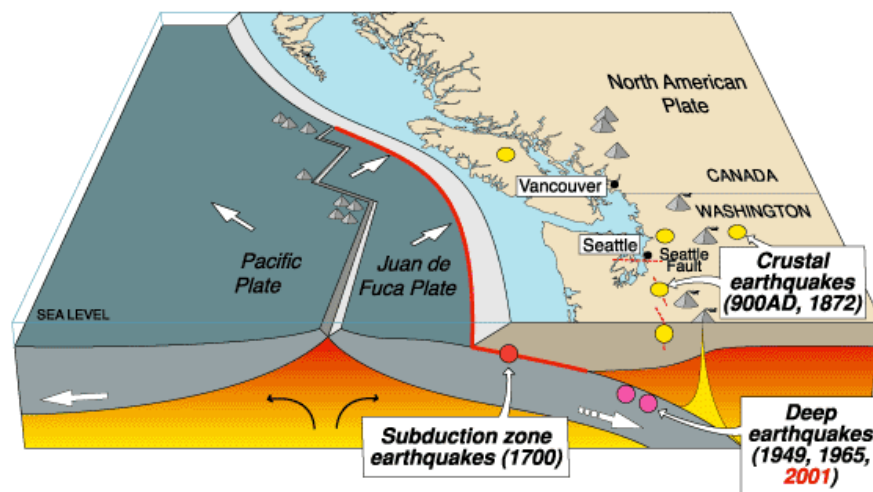 North American
Plate
CANADA
Vancouver
WASHINGTON
Seattle
Seattle
Fault
Pacific
Plate
Juan de
Fuca Plate
Crustal
earthquakes
(900AD, 1872)
SEA LEVEL
Subduction zone
earthquakes (1700)
Deep
earthquakes
(1949, 1965,
2001)